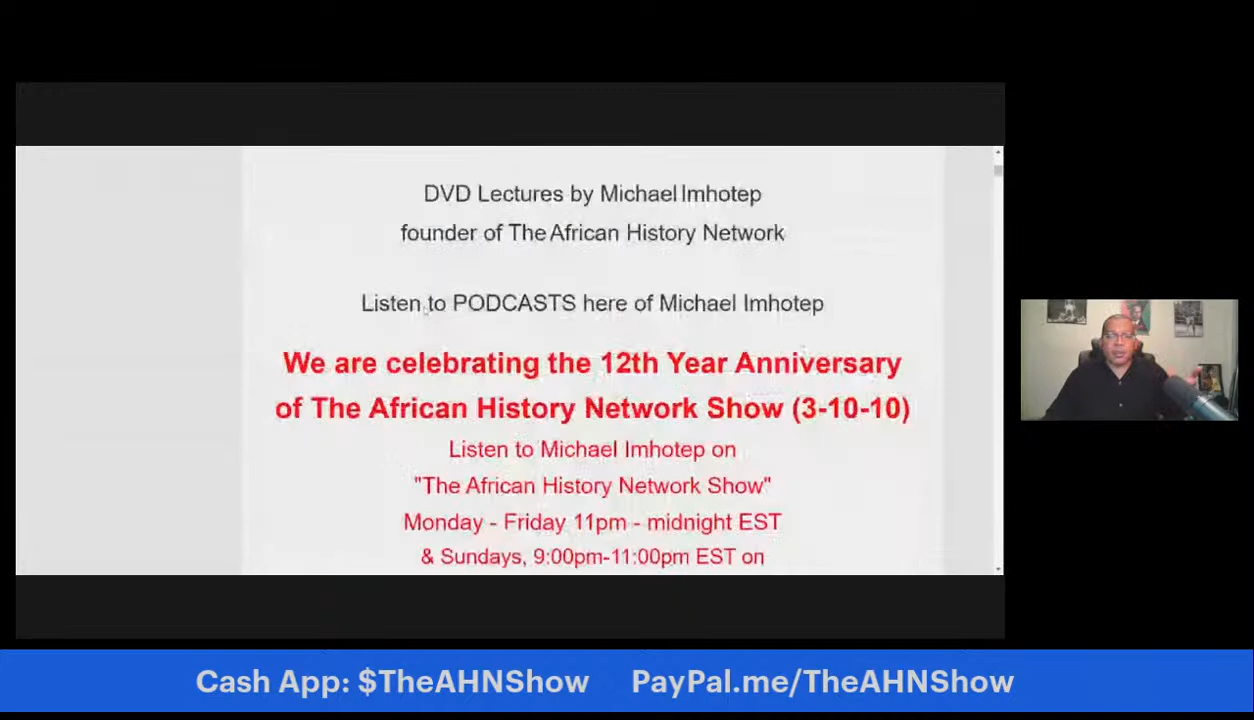 DVD Lectures by Michael Imhotep
founder of The African History Network
Listen to PODCASTS here of Michael Imhotep
We are celebrating the 12th Year Anniversary
of The African History Network Show (3-10-10)
Listen to Michael Imhotep on
"The African History Network Show"
Monday - Friday 11pm - midnight EST
& Sundays, 9:00pm-11:00pm EST on
Cash App: $TheAHNShow PayPal.me/TheAHNShow